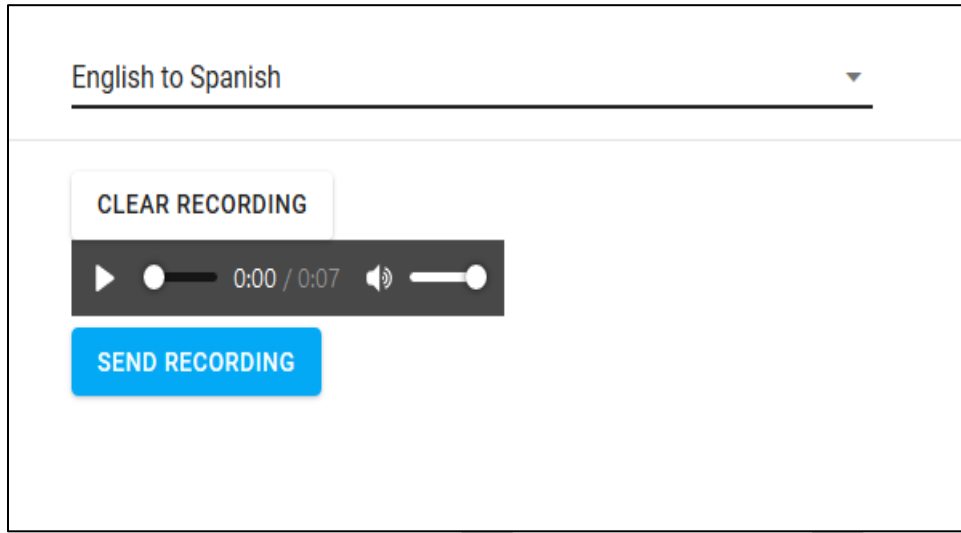 English to Spanish
CLEAR RECORDING
0:00 / 0:07
SEND RECORDING